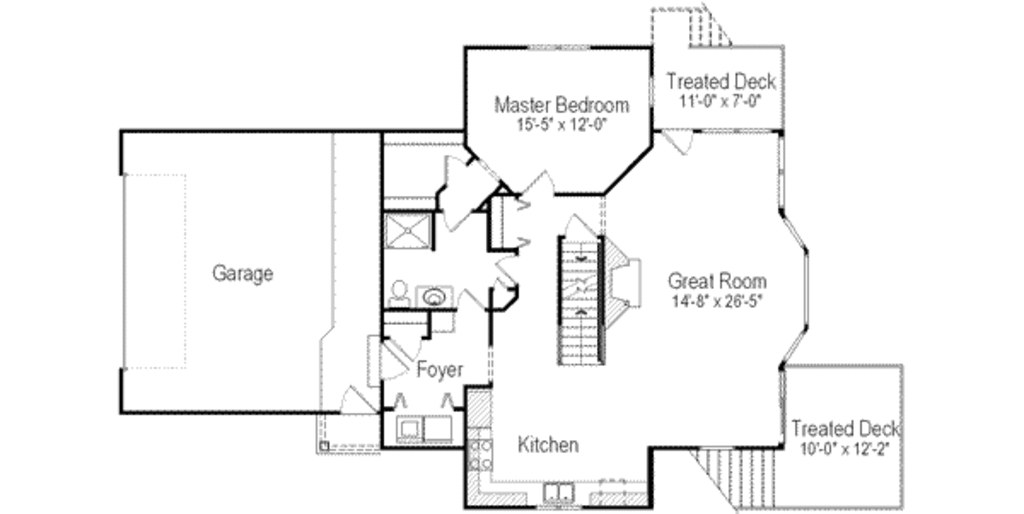 Treated Deck
11'-0" x 7'-0"
Master Bedroom
15'-5" x 12'-0"
Garage
Great Room
14'-8" x 26'-5"
Foyer
Treated Deck
10'-0" x 12'-2"
Kitchen